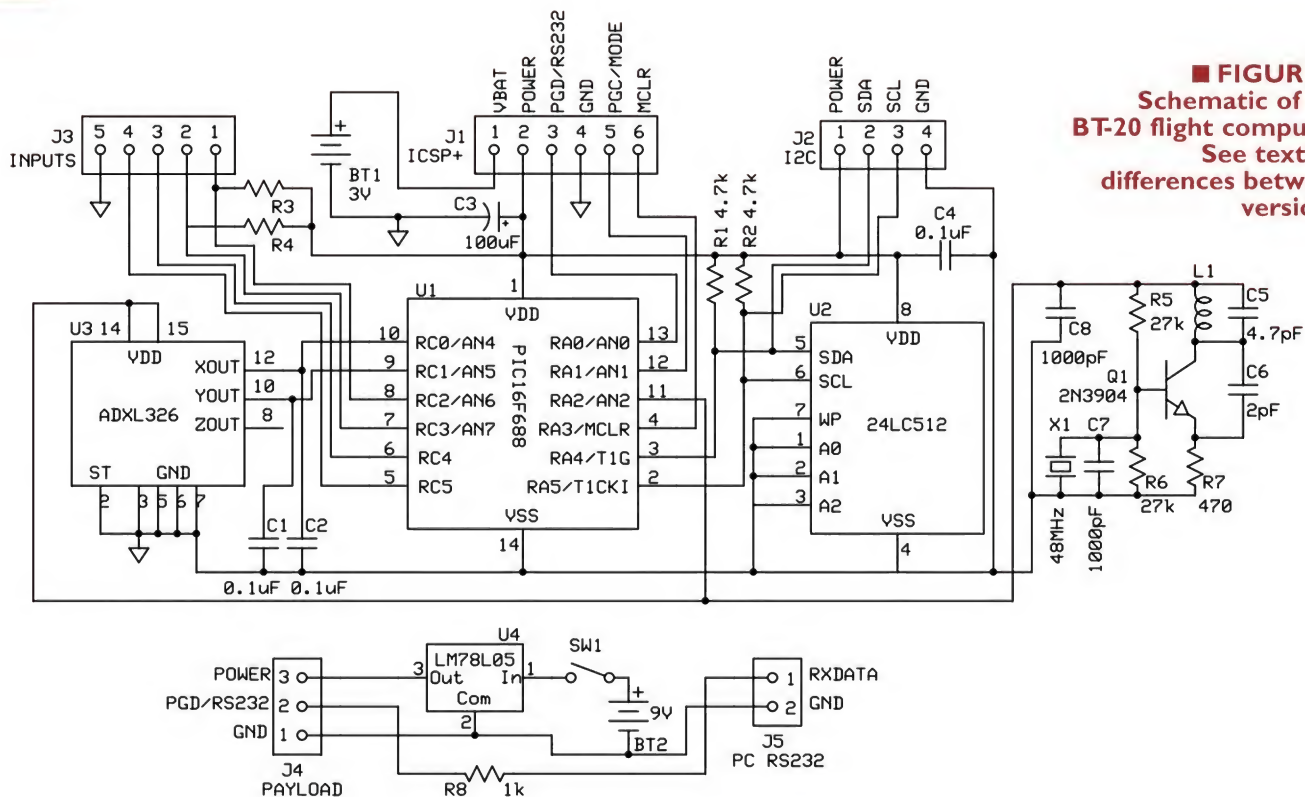 ■ FIGUR
Schematic of
BT-20 flight compu
See text
differences betw
versio
J3
INPUTS
5 4 3 2 1
R3
R4
BT1
3V
+
J1
ICSP+
VBAT
POWER
PGD/RS232
GND
PGC/MODE
MCLR
1 2 3 4 5 6
C3
100uF
+
J2
I2C
POWER
SDA
SCL
GND
1 2 3 4
R1 4.7k
R2 4.7k
C4
0.1uF
U3
14
15
VDD
ADXL326
XOUT 12
YOUT 10
ZOUT 8
ST
GND
2 3 5 6 7
C1
0.1uF
C2
0.1uF
U1
1
VDD
PIC16F688
10 RC0/AN4
9 RC1/AN5
8 RC2/AN6
7 RC3/AN7
6 RC4
5 RC5
RA0/AN0 13
RA1/AN1 12
RA2/AN2 11
RA3/MCLR 4
RA4/T1G 3
RA5/T1CKI 2
VSS
14
U2
8
VDD
24LC512
5 SDA
6 SCL
7 WP
1 A0
2 A1
3 A2
VSS
4
C8
1000pF
R5
27k
L1
C5
4.7pF
Q1
2N3904
C6
2pF
X1
48MHz
C7
1000pF
R6
27k
R7
470
POWER 3
PGD/RS232 2
GND 1
J4
PAYLOAD
U4
LM78L05
3 Out
In 1
Com
2
SW1
+
9V
BT2
R8 1k
1 RXDATA
2 GND
J5
PC RS232